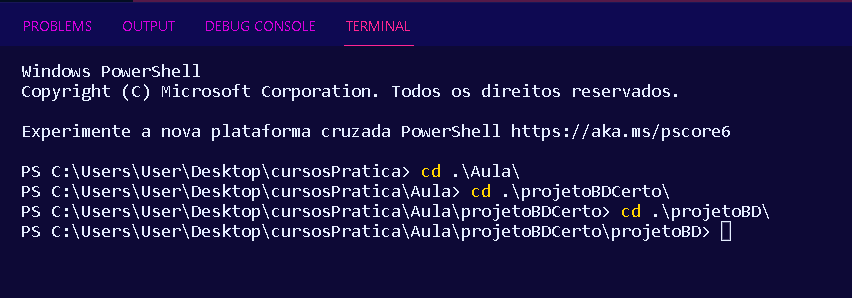 PROBLEMS OUTPUT DEBUG CONSOLE TERMINAL
Windows PowerShell
Copyright (C) Microsoft Corporation. Todos os direitos reservados.
Experimente a nova plataforma cruzada PowerShell https://aka.ms/pscore6
PS C:\Users\User\Desktop\cursosPratica> cd .\Aula\
PS C:\Users\User\Desktop\cursosPratica\Aula> cd .\projetoBDCerto\
PS C:\Users\User\Desktop\cursosPratica\Aula\projetoBDCerto> cd .\projetoBD\
PS C:\Users\User\Desktop\cursosPratica\Aula\projetoBDCerto\projetoBD>